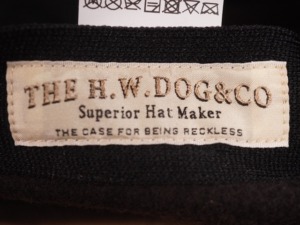 THE H.W.DOG&CO
Superior Hat Maker
THE CASE FOR BEING RECKLESS